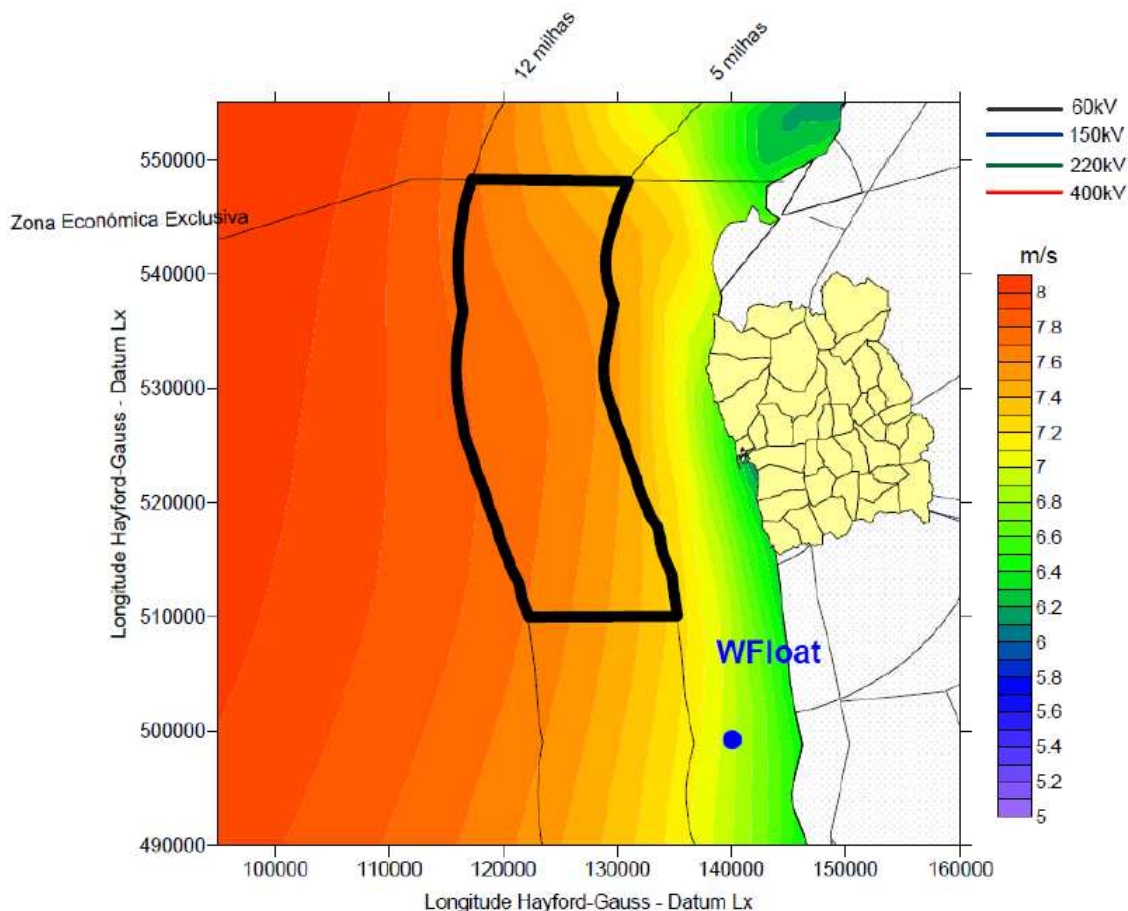 12 milhas
5 milhas
60kV
150kV
220kV
400kV
550000
Zona Económica Exclusiva
540000
530000
520000
510000
500000
490000
Longitude Hayford-Gauss - Datum Lx
WFloat
m/s
8
7.8
7.6
7.4
7.2
7
6.8
6.6
6.4
6.2
6
5.8
5.6
5.4
5.2
5
100000 110000 120000 130000 140000 150000 160000
Longitude Hayford-Gauss - Datum Lx